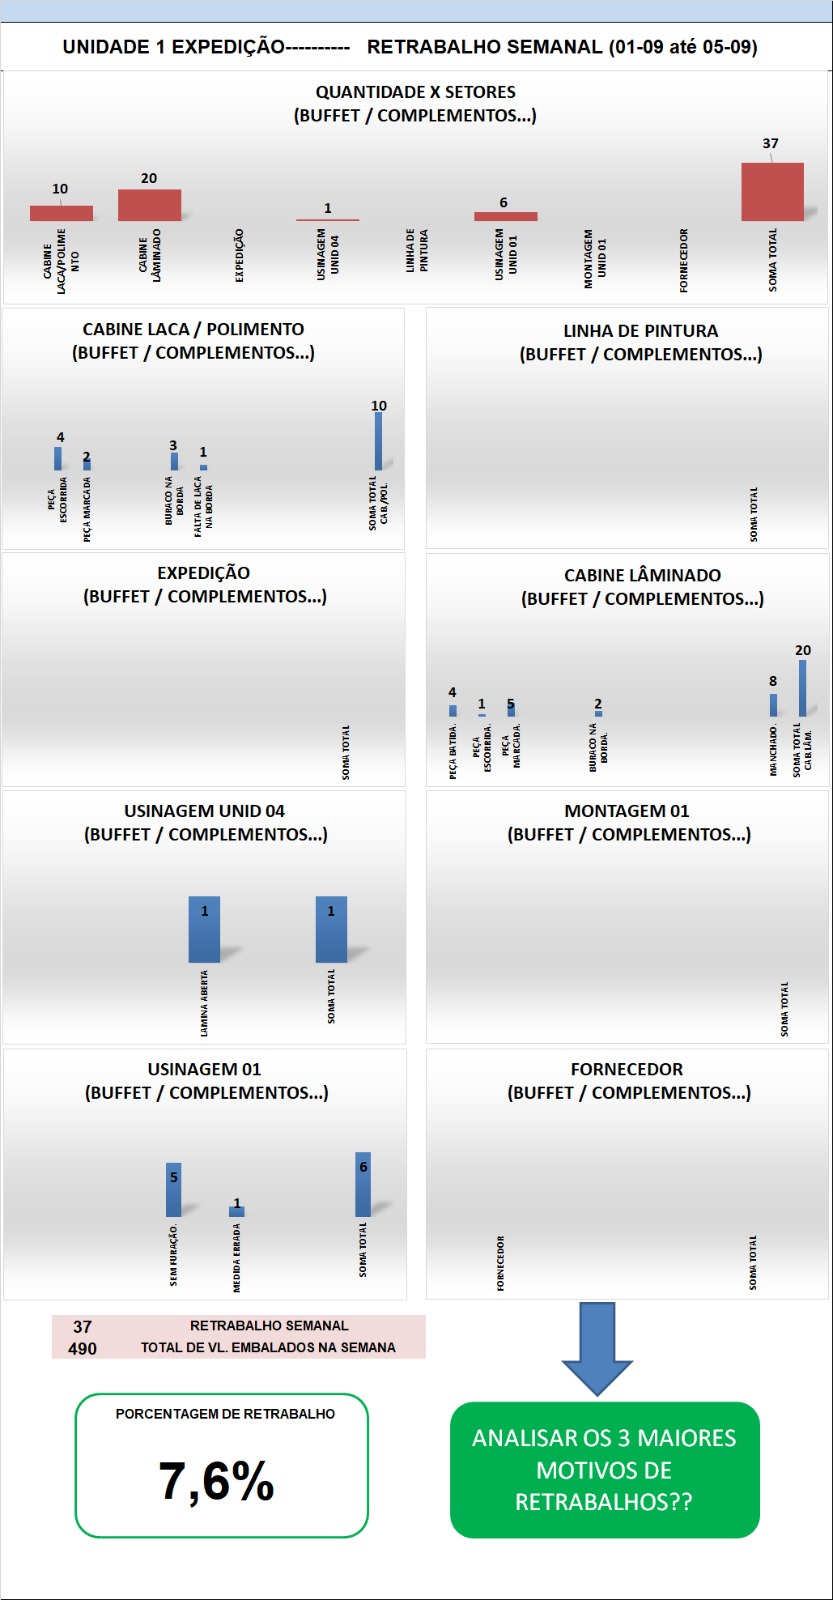 UNIDADE 1 EXPEDIÇÃO---------- RETRABALHO SEMANAL (01-09 até 05-09)
QUANTIDADE X SETORES
(BUFFET / COMPLEMENTOS...)
10
20
1
6
37
CABINE
LACA/POLIME
NTO
CABINE
LÂMINADO
EXPEDIÇÃO
USINAGEM
UNID 04
LINHA DE
PINTURA
USINAGEM
UNID 01
MONTAGEM
UNID 01
FORNECEDOR
SOMA TOTAL
CABINE LACA / POLIMENTO
(BUFFET / COMPLEMENTOS...)
4
2
3
1
10
PEÇA
ESCORRIDA
PEÇA MARCADA
BURACO NA
BORDA
FALTA DE LACA
NA BORDA
SOMA TOTAL
CAB./POL.
LINHA DE PINTURA
(BUFFET / COMPLEMENTOS...)
SOMA TOTAL
EXPEDIÇÃO
(BUFFET / COMPLEMENTOS...)
SOMA TOTAL
CABINE LÂMINADO
(BUFFET / COMPLEMENTOS...)
4
1
5
2
8
20
PEÇA BATIDA.
PEÇA
ESCORRIDA.
PEÇA
MARCADA.
BURACO NA
BORDA.
MANCHADO.
SOMA TOTAL
CAB.LÂM.
USINAGEM UNID 04
(BUFFET / COMPLEMENTOS...)
1
1
LAMINA ABERTA
SOMA TOTAL
MONTAGEM 01
(BUFFET / COMPLEMENTOS...)
SOMA TOTAL
USINAGEM 01
(BUFFET / COMPLEMENTOS...)
5
1
6
SEM FURAÇÃO.
MEDIDA ERRADA
SOMA TOTAL
FORNECEDOR
(BUFFET / COMPLEMENTOS...)
FORNECEDOR
SOMA TOTAL
37 RETRABALHO SEMANAL
490 TOTAL DE VL. EMBALADOS NA SEMANA
PORCENTAGEM DE RETRABALHO
7,6%
ANALISAR OS 3 MAIORES
MOTIVOS DE
RETRABALHOS??